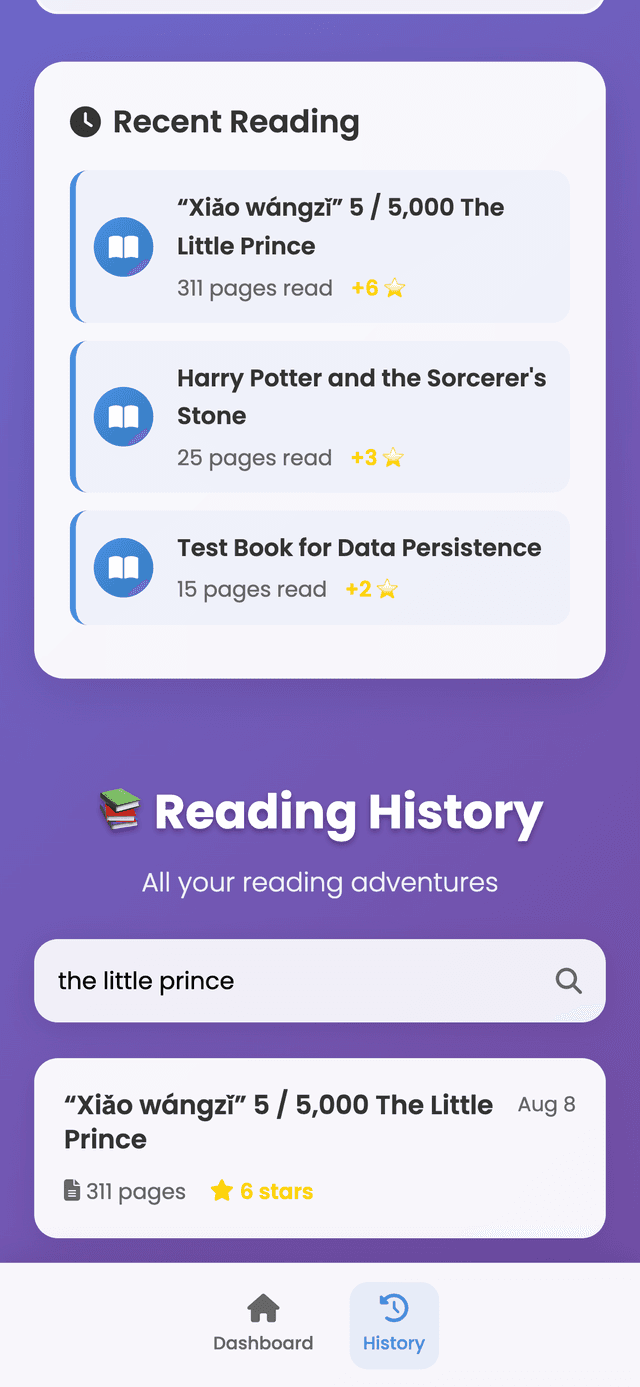 Recent Reading
“Xiǎo wángzǐ” 5 / 5,000 The
Little Prince
311 pages read +6
Harry Potter and the Sorcerer's
Stone
25 pages read +3
Test Book for Data Persistence
15 pages read +2
Reading History
All your reading adventures
the little prince
“Xiǎo wángzǐ” 5 / 5,000 The Little
Prince
Aug 8
311 pages 6 stars
Dashboard
History